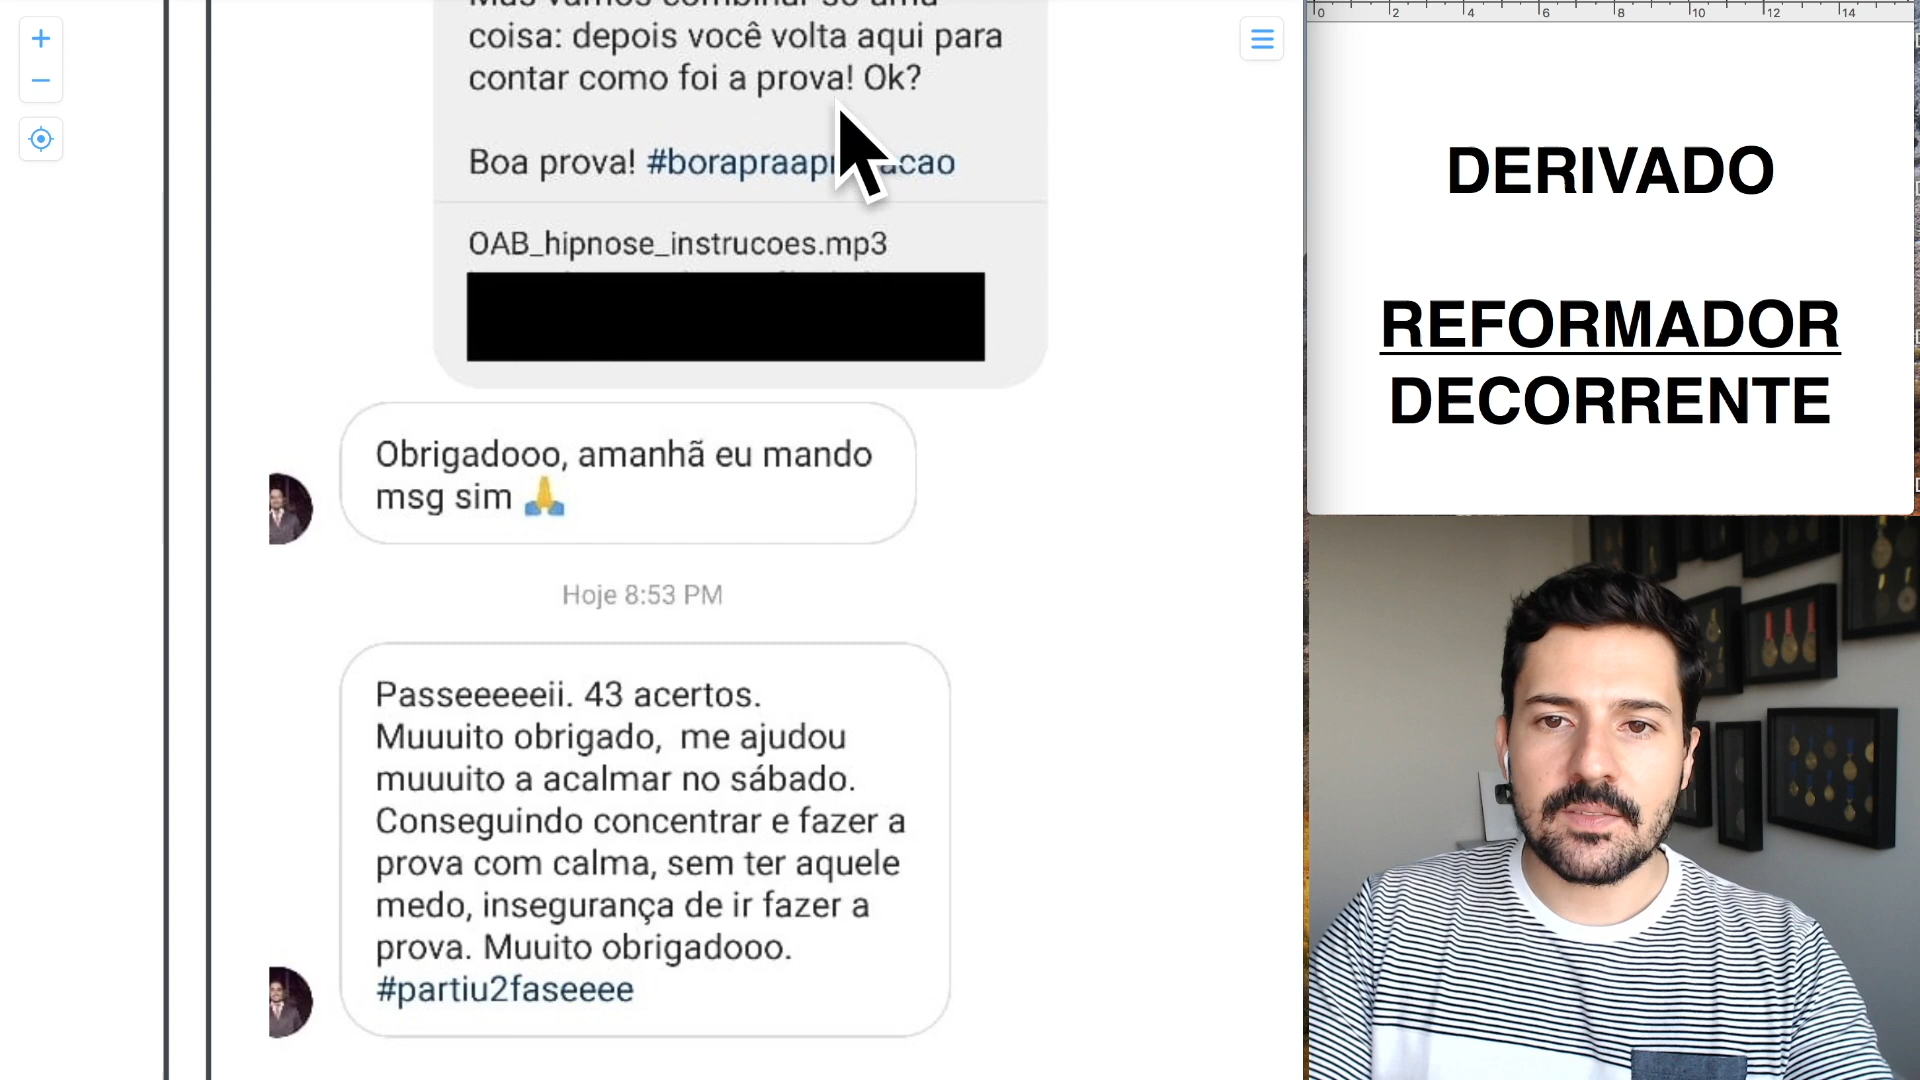 coisa: depois você volta aqui para
contar como foi a prova! Ok?
Boa prova!
OAB_hipnose_instrucoes.mp3
Obrigadooo, amanhã eu mando
msg sim 🙏
Hoje 8:53 PM
Passeeeeeii. 43 acertos.
Muuuito obrigado, me ajudou
muuuito a acalmar no sábado.
Conseguindo concentrar e fazer a
prova com calma, sem ter aquele
medo, insegurança de ir fazer a
prova. Muuito obrigadooo.
#partiu2faseeee
0 2 4 6 8 10 12 14
DERIVADO
REFORMADOR
DECORRENTE